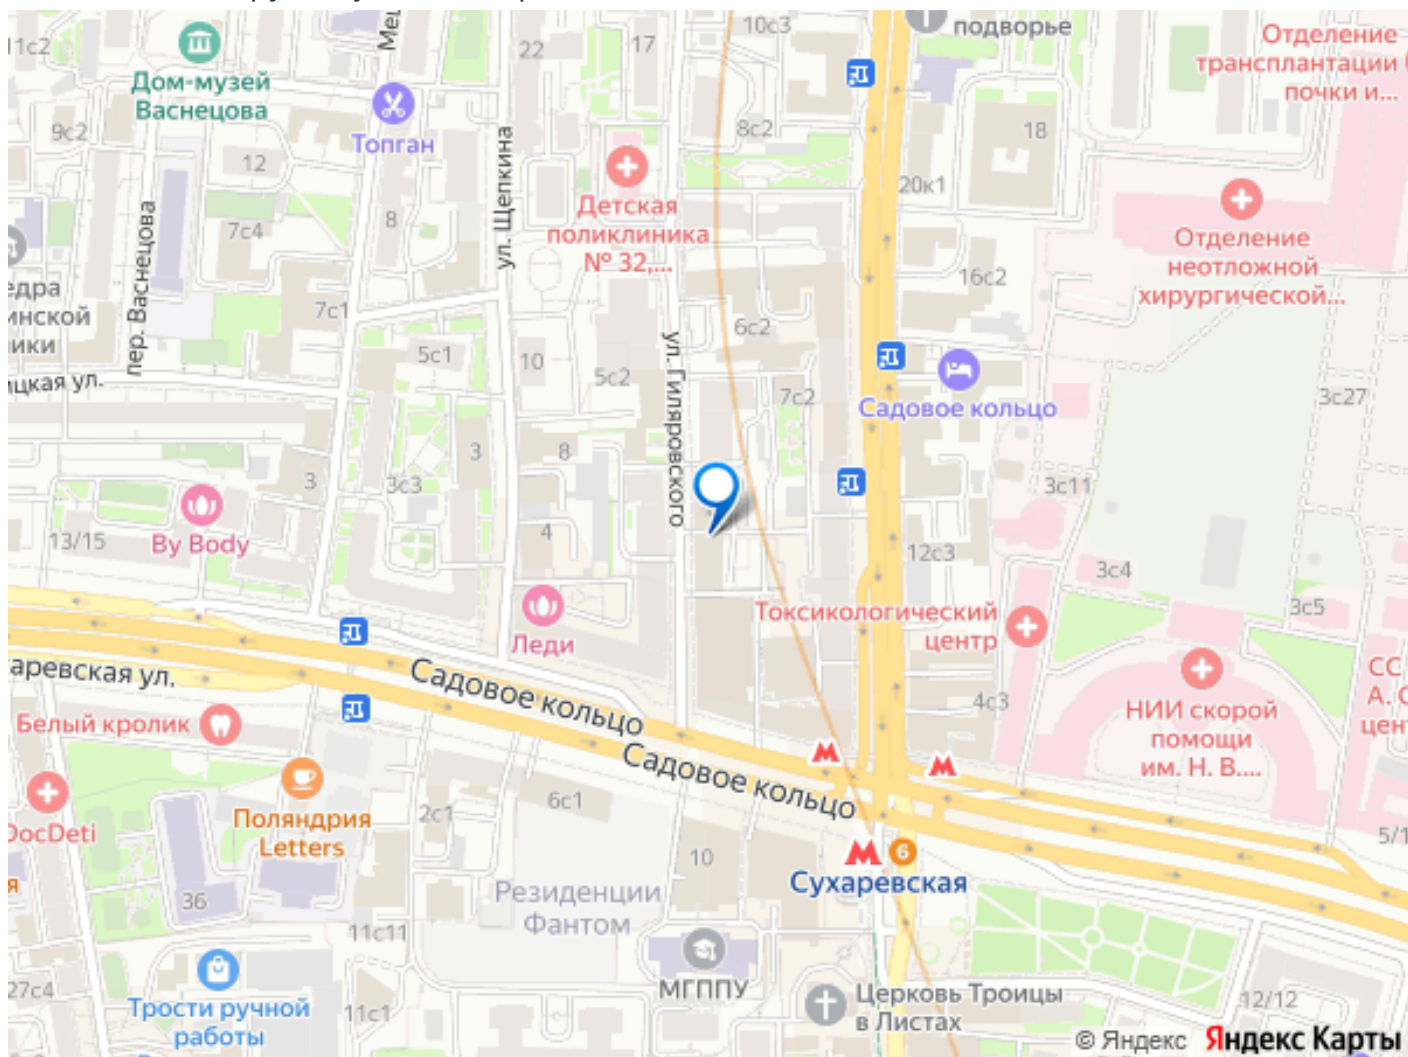 11с2
Дом-музей
Васнецова
22
17
10с3
подворье
Отделение
трансплантации
почки и...
9с2
12
Топган
ул. Щепкина
8с2
18
20к1
Детская
поликлиника
№ 32,...
Отделение
неотложной
хирургической...
пер. Васнецова
7с4
8
16с2
7с1
6с2
5с1
10
5с2
ул. Гиляровского
7с2
Садовое кольцо
3с27
8
3
3с3
3
3с11
13/15
By Body
4
12с3
3с4
3с5
Токсикологический
центр
Леди
Садовое кольцо
Белый кролик
4с3
НИИ скорой
помощи
им. Н. В....
Садовое кольцо
Поляндрия
Letters
2с1
6с1
10
6
Сухаревская
DocDeti
36
Резиденции
Фантом
11с11
МГППУ
27с4
Трости ручной
работы
11с1
Церковь Троицы
в Листах
12/12
© Яндекс Яндекс Карты